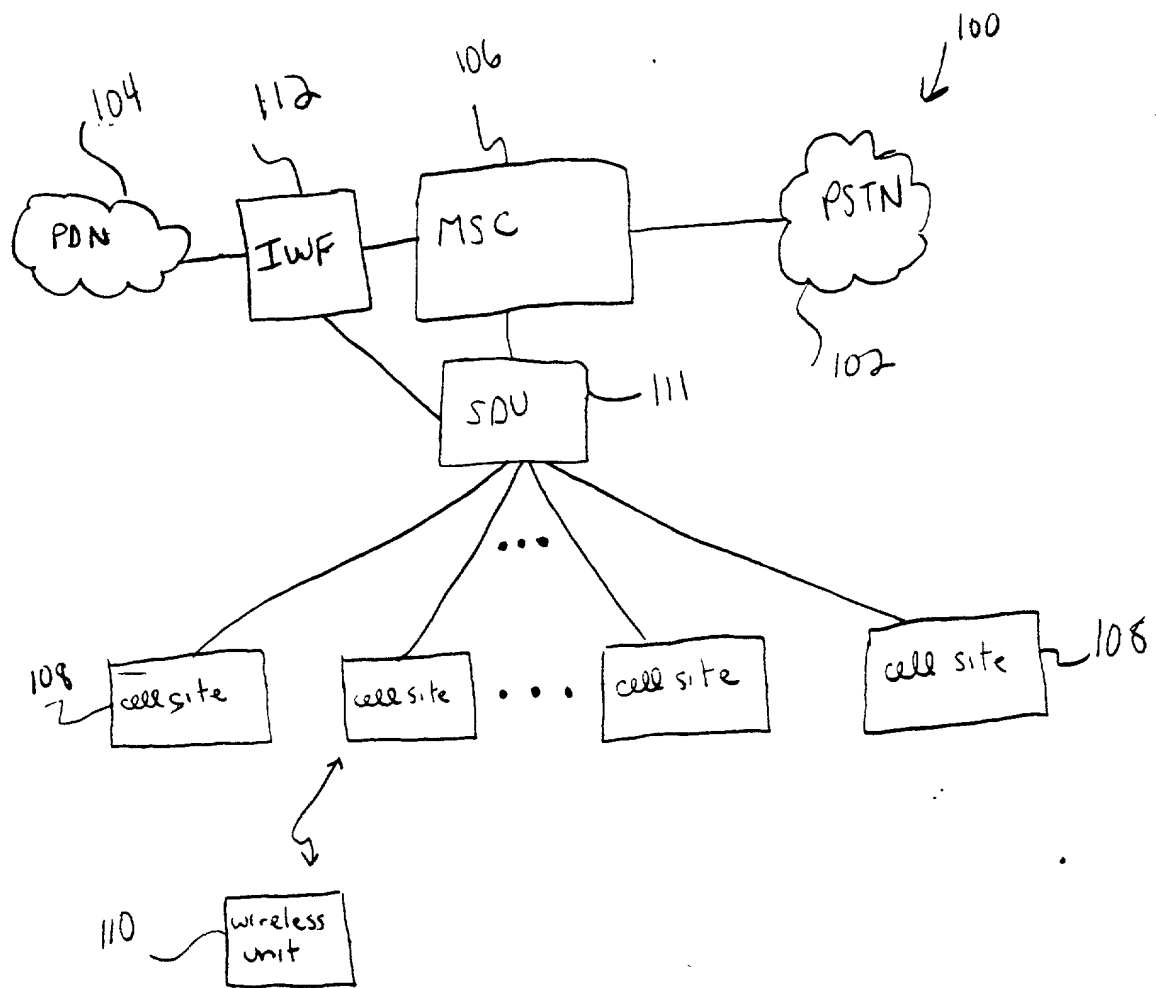 100
106
104
112
PDN
IWF
MSC
PSTN
102
SDU
111
108
cell site
cell site
cell site
cell site
108
110
wireless
unit